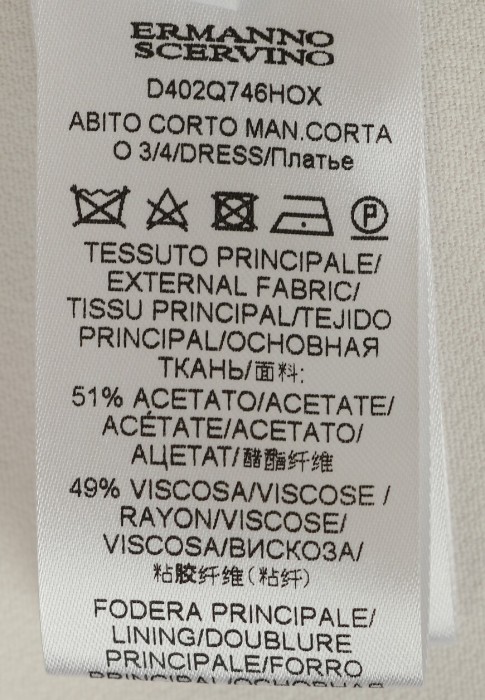 ERMANNO
SCERVINO
D402Q746HOX
ABITO CORTO MAN.CORTA
O 3/4/DRESS/Платье
P
TESSUTO PRINCIPALE/
EXTERNAL FABRIC/
TISSU PRINCIPAL/TEJIDO
PRINCIPAL/ОСНОВНАЯ
ТКАНЬ/面料:
51% ACETATO/ACETATE/
ACÉTATE/ACETATO/
АЦЕТАТ/醋酯纤维
49% VISCOSA/VISCOSE /
RAYON/VISCOSE/
VISCOSA/ВИСКОЗА/
粘胶纤维(粘纤)
FODERA PRINCIPALE/
LINING/DOUBLURE
PRINCIPALE/FORRO
PRINCIPAL/ОСНОВНАЯ